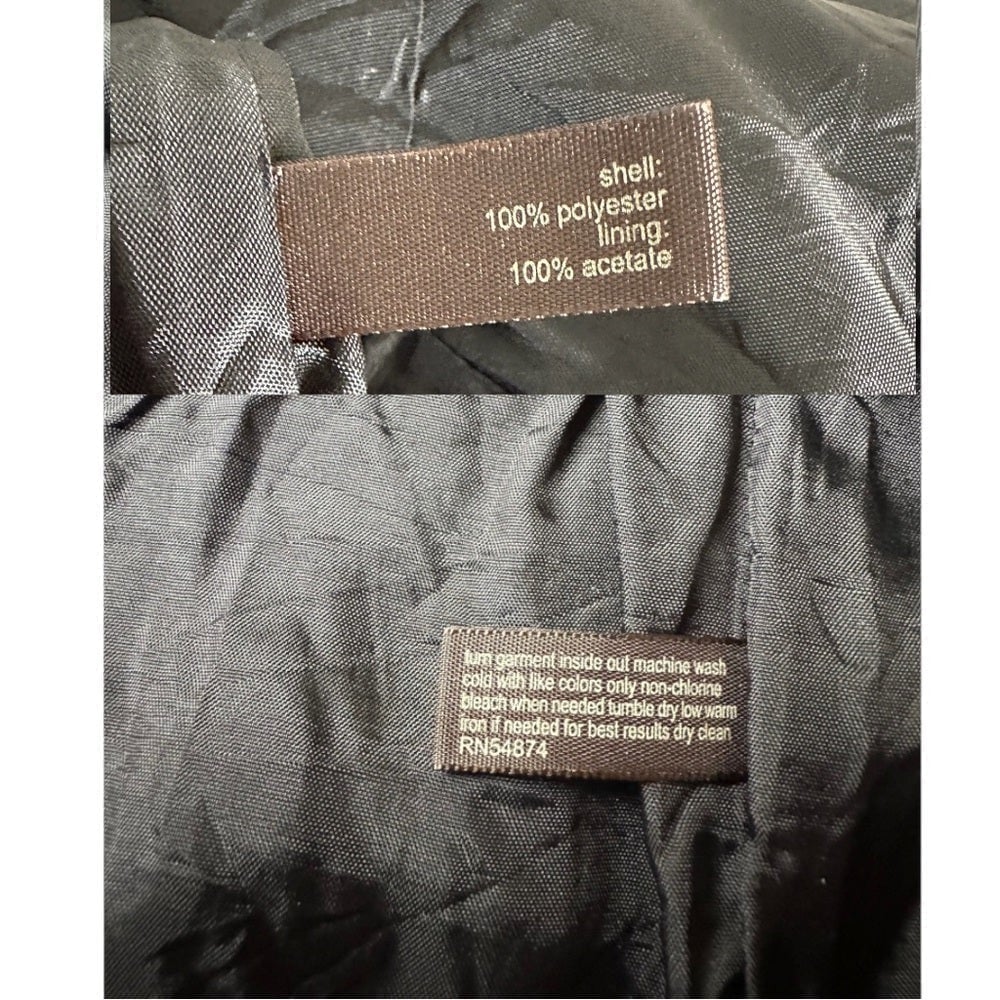 shell:
100% polyester
lining:
100% acetate
turn garment inside out machine wash
cold with like colors only non-chlorine
bleach when needed tumble dry low warm
iron if needed for best results dry clean
RN54874